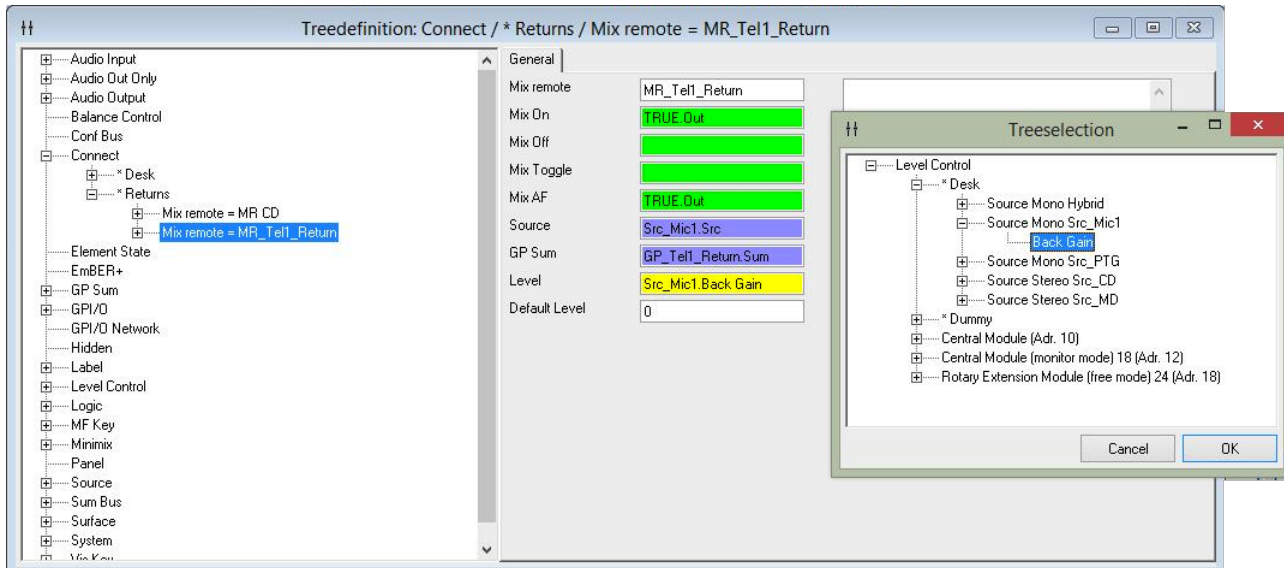 Treedefinition: Connect / * Returns / Mix remote = MR_Tel1_Return
Audio Input
Audio Out Only
Audio Output
Balance Control
Conf Bus
Connect
* Desk
* Returns
Mix remote = MR CD
Mix remote = MR_Tel1_Return
Element State
EmBER+
GP Sum
GPI/O
GPI/O Network
Hidden
Label
Level Control
Logic
MF Key
Minimix
Panel
Source
Sum Bus
Surface
System
General
Mix remote MR_Tel1_Return
Mix On TRUE.Out
Mix Off
Mix Toggle
Mix AF TRUE.Out
Source Src_Mic1.Src
GP Sum GP_Tel1_Return.Sum
Level Src_Mic1.Back Gain
Default Level 0
Treeselection
Level Control
* Desk
Source Mono Hybrid
Source Mono Src_Mic1
Back Gain
Source Mono Src_PTG
Source Stereo Src_CD
Source Stereo Src_MD
* Dummy
Central Module (Adr. 10)
Central Module (monitor mode) 18 (Adr. 12)
Rotary Extension Module (free mode) 24 (Adr. 18)
Cancel OK